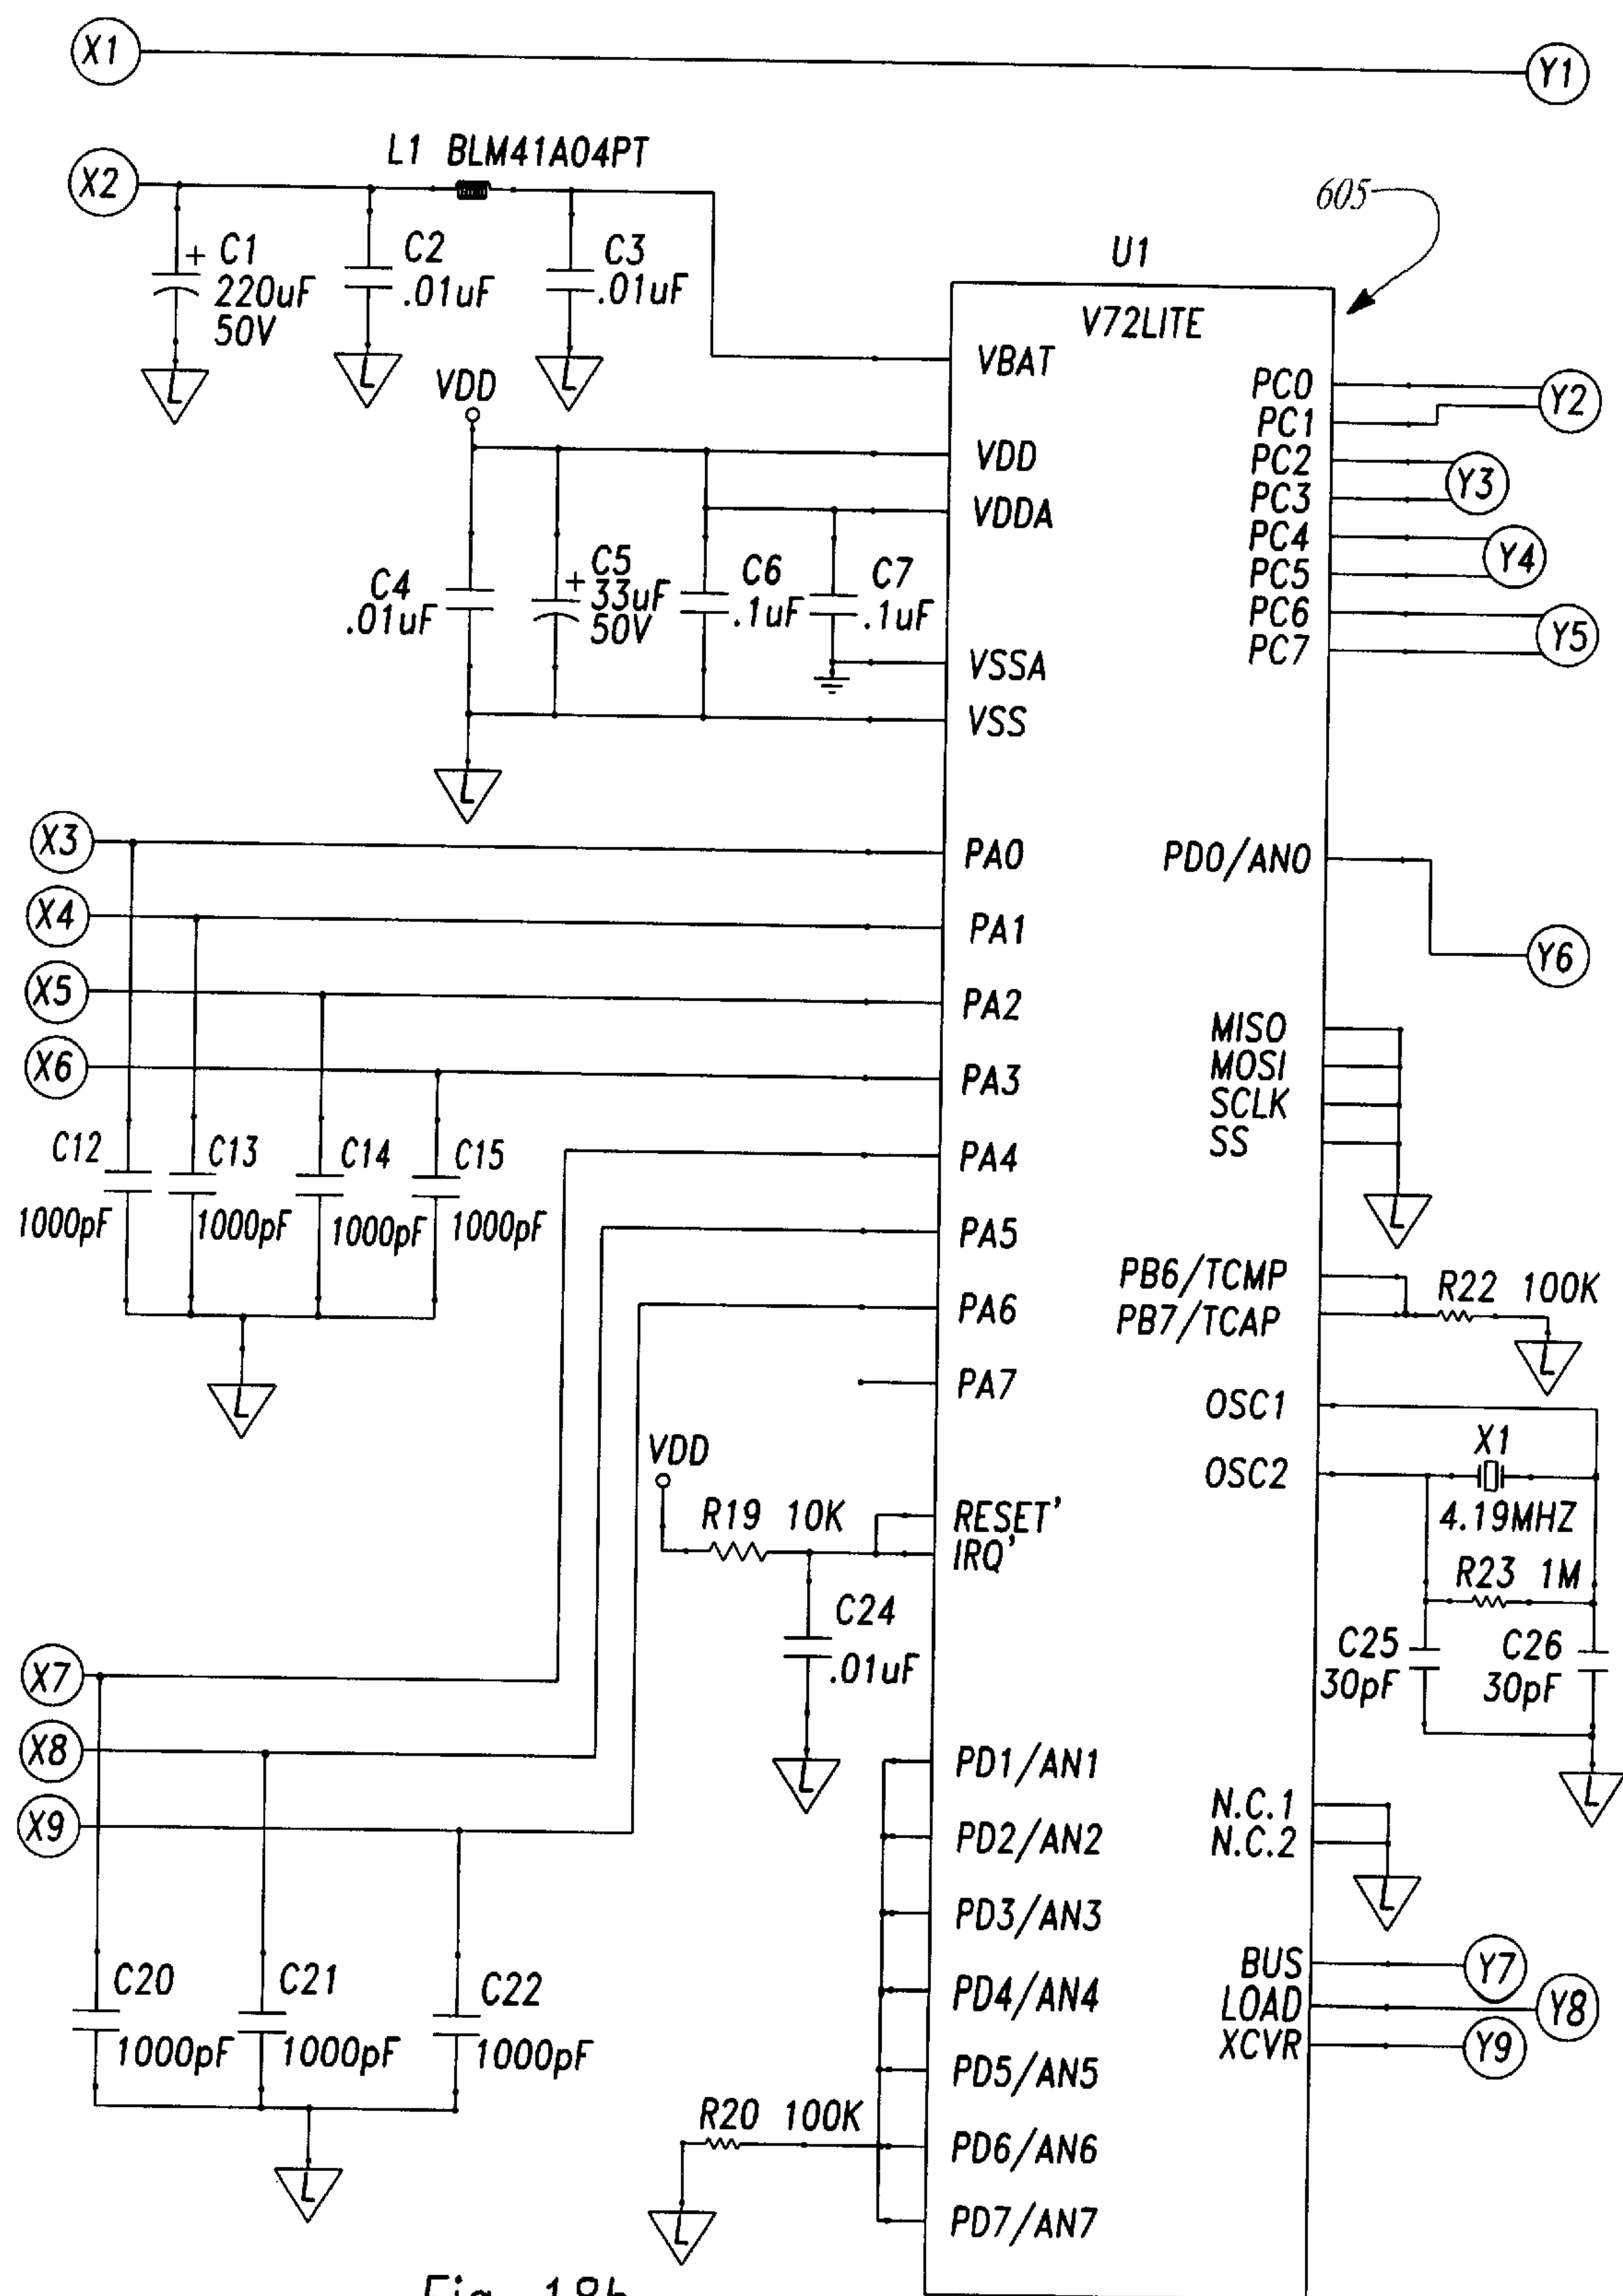 X1
Y1
L1 BLM41A04PT
X2
605
C1
220uF
50V
C2
.01uF
C3
.01uF
L
L
L
U1
V72LITE
VBAT
VDD
VDD
VDDA
C4
.01uF
C5
33uF
50V
C6
.1uF
C7
.1uF
VSSA
VSS
L
PC0
PC1
Y2
PC2
PC3
Y3
PC4
PC5
Y4
PC6
PC7
Y5
X3
PA0
PD0/AN0
X4
PA1
Y6
X5
PA2
X6
PA3
MISO
MOSI
SCLK
SS
L
C12
1000pF
C13
1000pF
C14
1000pF
C15
1000pF
L
PA4
PA5
PA6
PA7
PB6/TCMP
PB7/TCAP
R22 100K
L
OSC1
OSC2
X1
4.19MHZ
R23 1M
C25
30pF
C26
30pF
L
VDD
R19 10K
RESET'
IRQ'
C24
.01uF
L
X7
X8
X9
PD1/AN1
PD2/AN2
PD3/AN3
PD4/AN4
PD5/AN5
PD6/AN6
PD7/AN7
N.C.1
N.C.2
L
BUS
Y7
LOAD
Y8
XCVR
Y9
C20
1000pF
C21
1000pF
C22
1000pF
L
R20 100K
L
Fig. 18b